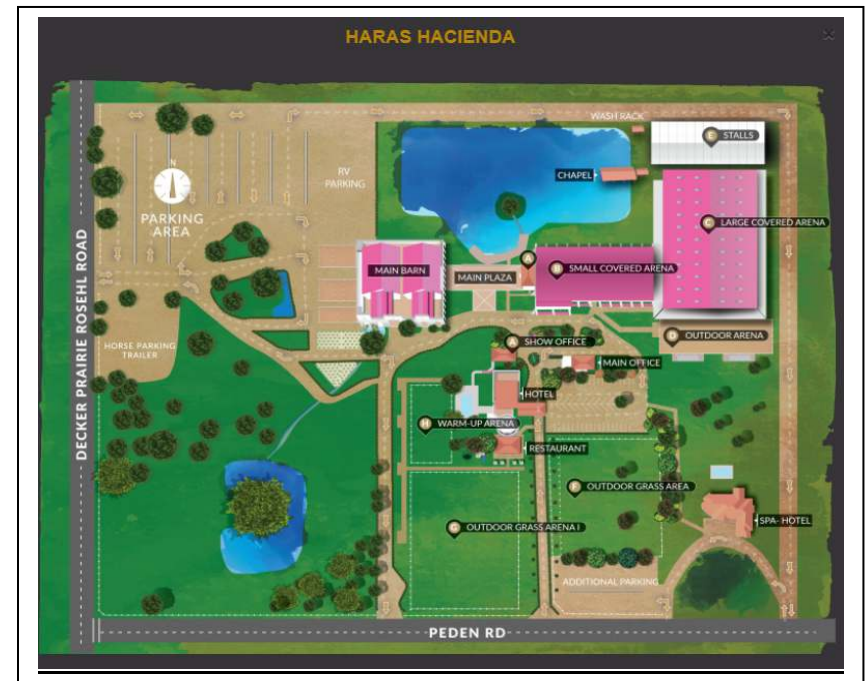 HARAS HACIENDA
×
WASH RACK
E STALLS
N
RV
PARKING
CHAPEL
PARKING
AREA
C LARGE COVERED ARENA
A
MAIN BARN
MAIN PLAZA
B SMALL COVERED ARENA
DECKER PRAIRIE ROSEHL ROAD
D OUTDOOR ARENA
HORSE PARKING
TRAILER
A SHOW OFFICE
MAIN OFFICE
HOTEL
H WARM-UP ARENA
RESTAURANT
F OUTDOOR GRASS AREA
G OUTDOOR GRASS ARENA I
SPA- HOTEL
ADDITIONAL PARKING
PEDEN RD